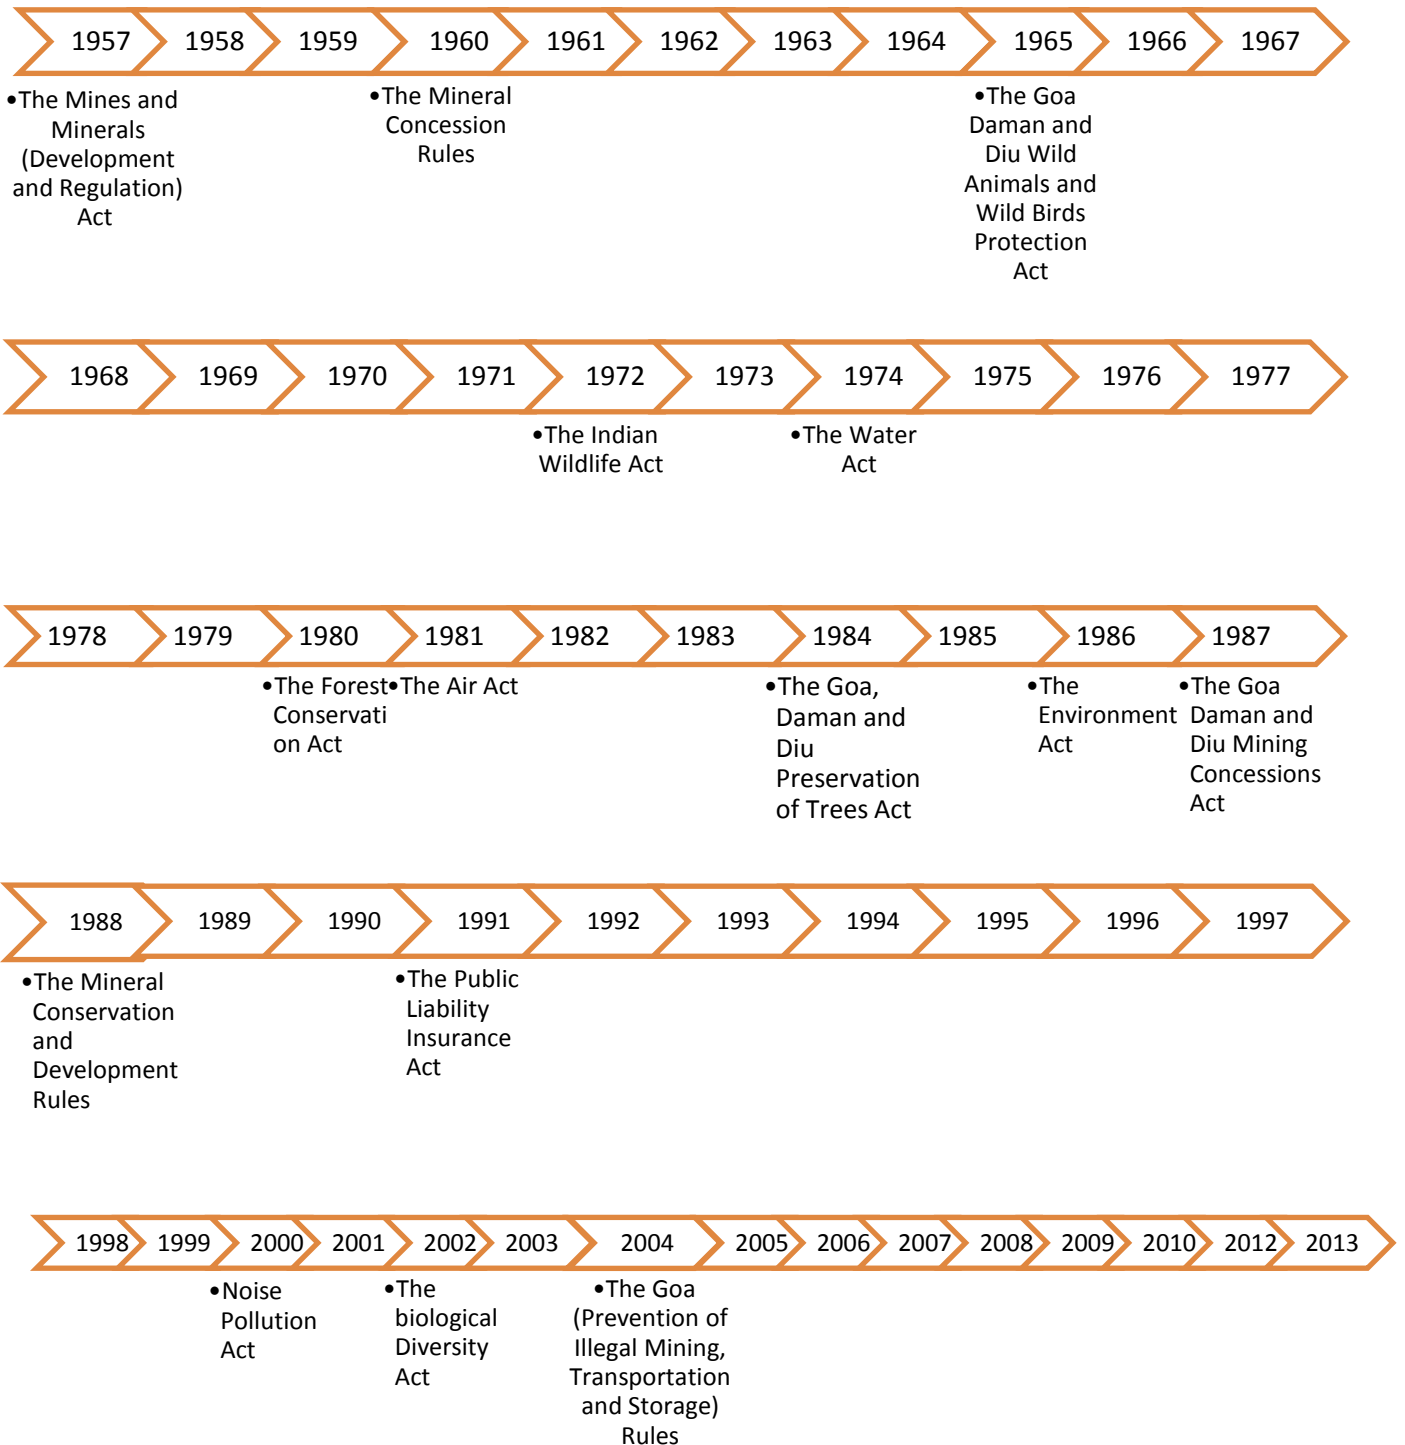 1957 1958 1959 1960 1961 1962 1963 1964 1965 1966 1967
•The Mines and
Minerals
(Development
and Regulation)
Act
•The Mineral
Concession
Rules
•The Goa
Daman and
Diu Wild
Animals and
Wild Birds
Protection
Act
1968 1969 1970 1971 1972 1973 1974 1975 1976 1977
•The Indian
Wildlife Act
•The Water
Act
1978 1979 1980 1981 1982 1983 1984 1985 1986 1987
•The Forest
Conservati
on Act
•The Air Act
•The Goa,
Daman and
Diu
Preservation
of Trees Act
•The
Environment
Act
•The Goa
Daman and
Diu Mining
Concessions
Act
1988 1989 1990 1991 1992 1993 1994 1995 1996 1997
•The Mineral
Conservation
and
Development
Rules
•The Public
Liability
Insurance
Act
1998 1999 2000 2001 2002 2003 2004 2005 2006 2007 2008 2009 2010 2012 2013
•Noise
Pollution
Act
•The
biological
Diversity
Act
•The Goa
(Prevention of
Illegal Mining,
Transportation
and Storage)
Rules